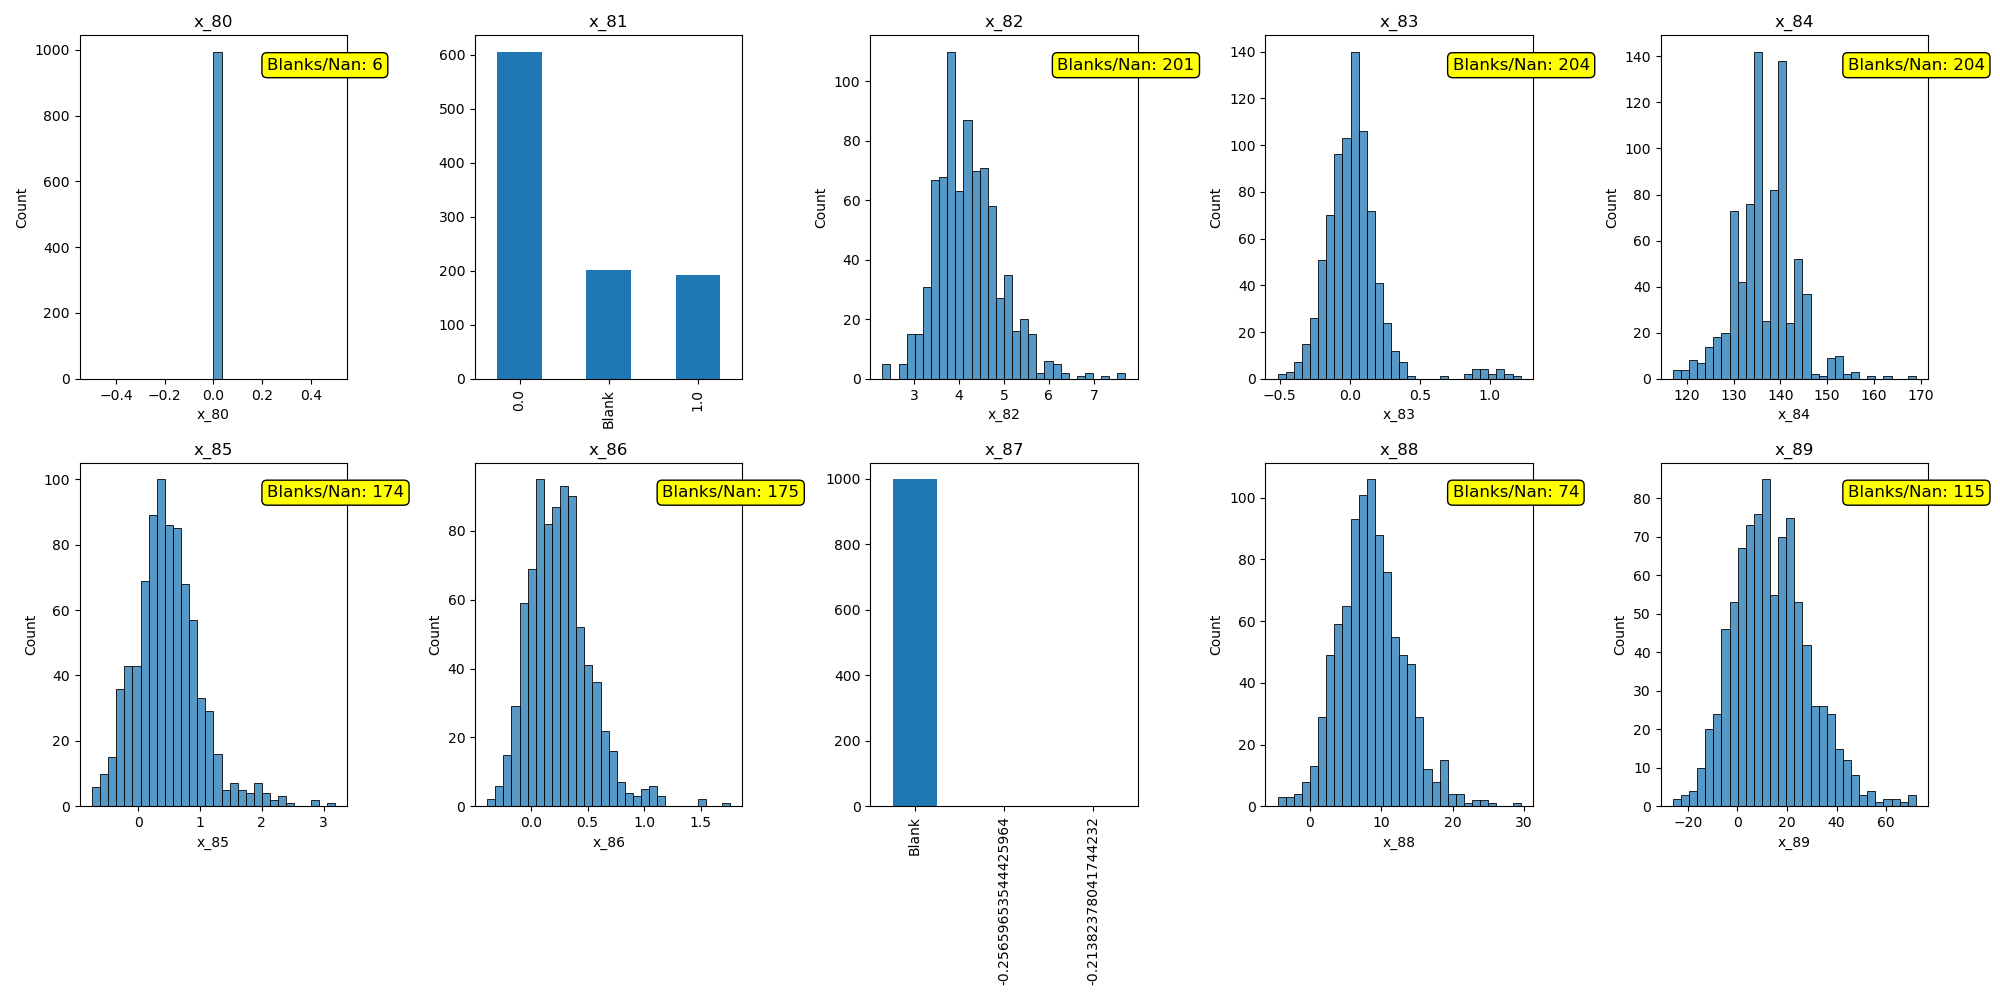 x_80
Blanks/Nan: 6
Count
1000
800
600
400
200
0
−0.4 −0.2 0.0 0.2 0.4
x_80
x_81
600
500
400
300
200
100
0
0.0
Blank
1.0
x_82
Blanks/Nan: 201
Count
100
80
60
40
20
0
3 4 5 6 7
x_82
x_83
Blanks/Nan: 204
Count
140
120
100
80
60
40
20
0
−0.5 0.0 0.5 1.0
x_83
x_84
Blanks/Nan: 204
Count
140
120
100
80
60
40
20
0
120 130 140 150 160 170
x_84
x_85
Blanks/Nan: 174
Count
100
80
60
40
20
0
0 1 2 3
x_85
x_86
Blanks/Nan: 175
Count
80
60
40
20
0
0.0 0.5 1.0 1.5
x_86
x_87
1000
800
600
400
200
0
Blank
-0.2565965354442596​4
-0.21382378041744232
x_88
Blanks/Nan: 74
Count
100
80
60
40
20
0
0 10 20 30
x_88
x_89
Blanks/Nan: 115
Count
80
70
60
50
40
30
20
10
0
−20 0 20 40 60
x_89